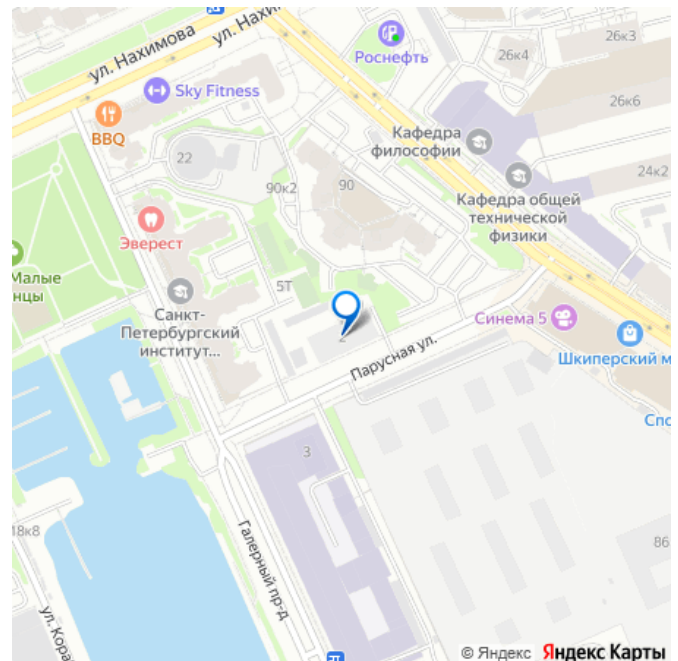 ул. Нахимова
ул. Нахимова
Роснефть
26к4
26к3
Sky Fitness
BBQ
26к6
Кафедра
философии
22
90к2
90
24к2
Кафедра общей
технической
физики
Эверест
Малые
нцы
5Т
Санкт-
Петербургский
институт...
2
Синема 5
Парусная ул.
Шкиперский м
Спо
3
18к8
Галерный пр-д
86
ул. Кора
© Яндекс Яндекс Карты